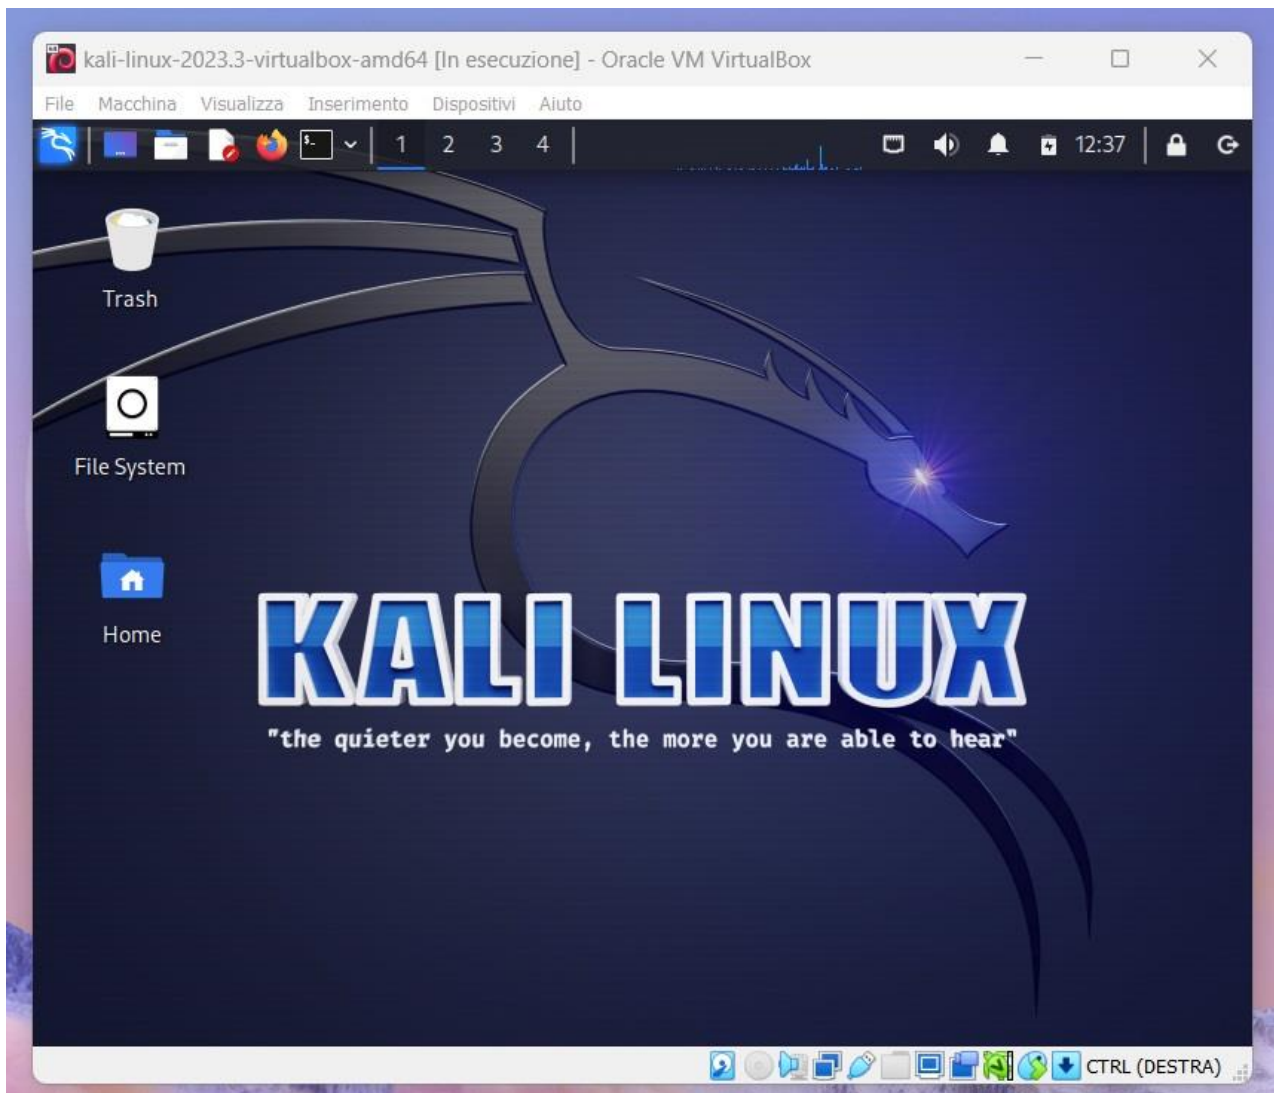 kali-linux-2023.3-virtualbox-amd64 [In esecuzione] - Oracle VM VirtualBox
File Macchina Visualizza Inserimento Dispositivi Aiuto
1 2 3 4 12:37
Trash
File System
Home
KALI LINUX
"the quieter you become, the more you are able to hear"
CTRL (DESTRA)